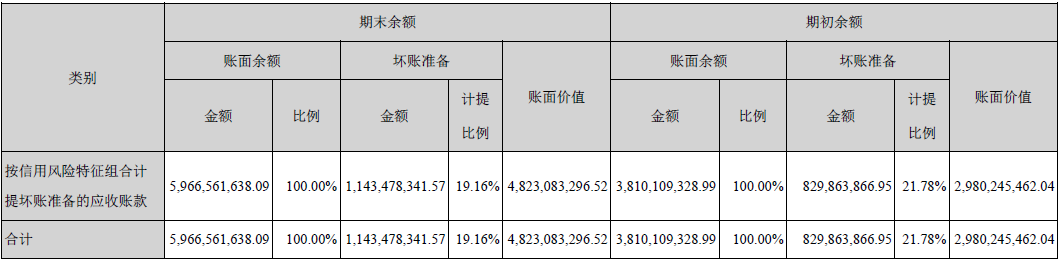 类别 期末余额 期初余额
账面余额 坏账准备 账面价值 账面余额 坏账准备 账面价值
金额 比例 金额 计提 金额 比例 金额 计提
比例 比例
按信用风险特征组合计
提坏账准备的应收账款 5,966,561,638.09 100.00% 1,143,478,341.57 19.16% 4,823,083,296.52 3,810,109,328.99 100.00% 829,863,866.95 21.78% 2,980,245,462.04
合计 5,966,561,638.09 100.00% 1,143,478,341.57 19.16% 4,823,083,296.52 3,810,109,328.99 100.00% 829,863,866.95 21.78% 2,980,245,462.04